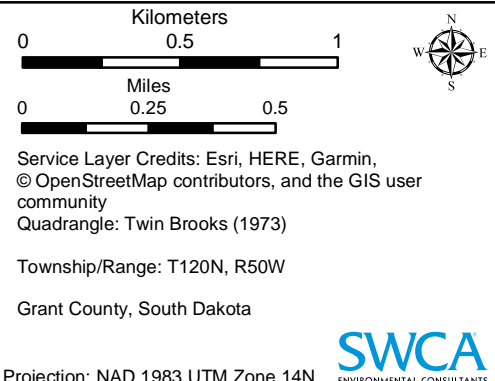 Kilometers
0 0.5 1
N
W E
S
Miles
0 0.25 0.5
Service Layer Credits: Esri, HERE, Garmin,
© OpenStreetMap contributors, and the GIS user
community
Quadrangle: Twin Brooks (1973)
Township/Range: T120N, R50W
Grant County, South Dakota
SWCA
ENVIRONMENTAL CONSULTANTS
Projection: NAD 1983 UTM Zone 14N